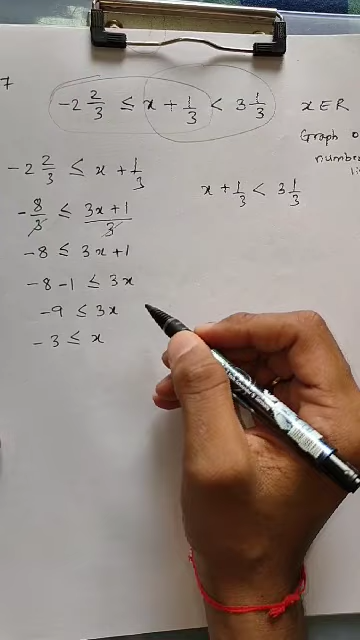 7
-2 2/3 ≤ x + 1/3 < 3 1/3 x ∈ R
Graph o
numbe
li
-2 2/3 ≤ x + 1/3
x + 1/3 < 3 1/3
-8/3 ≤ (3x + 1)/3
-8 ≤ 3x + 1
-8 - 1 ≤ 3x
-9 ≤ 3x
-3 ≤ x